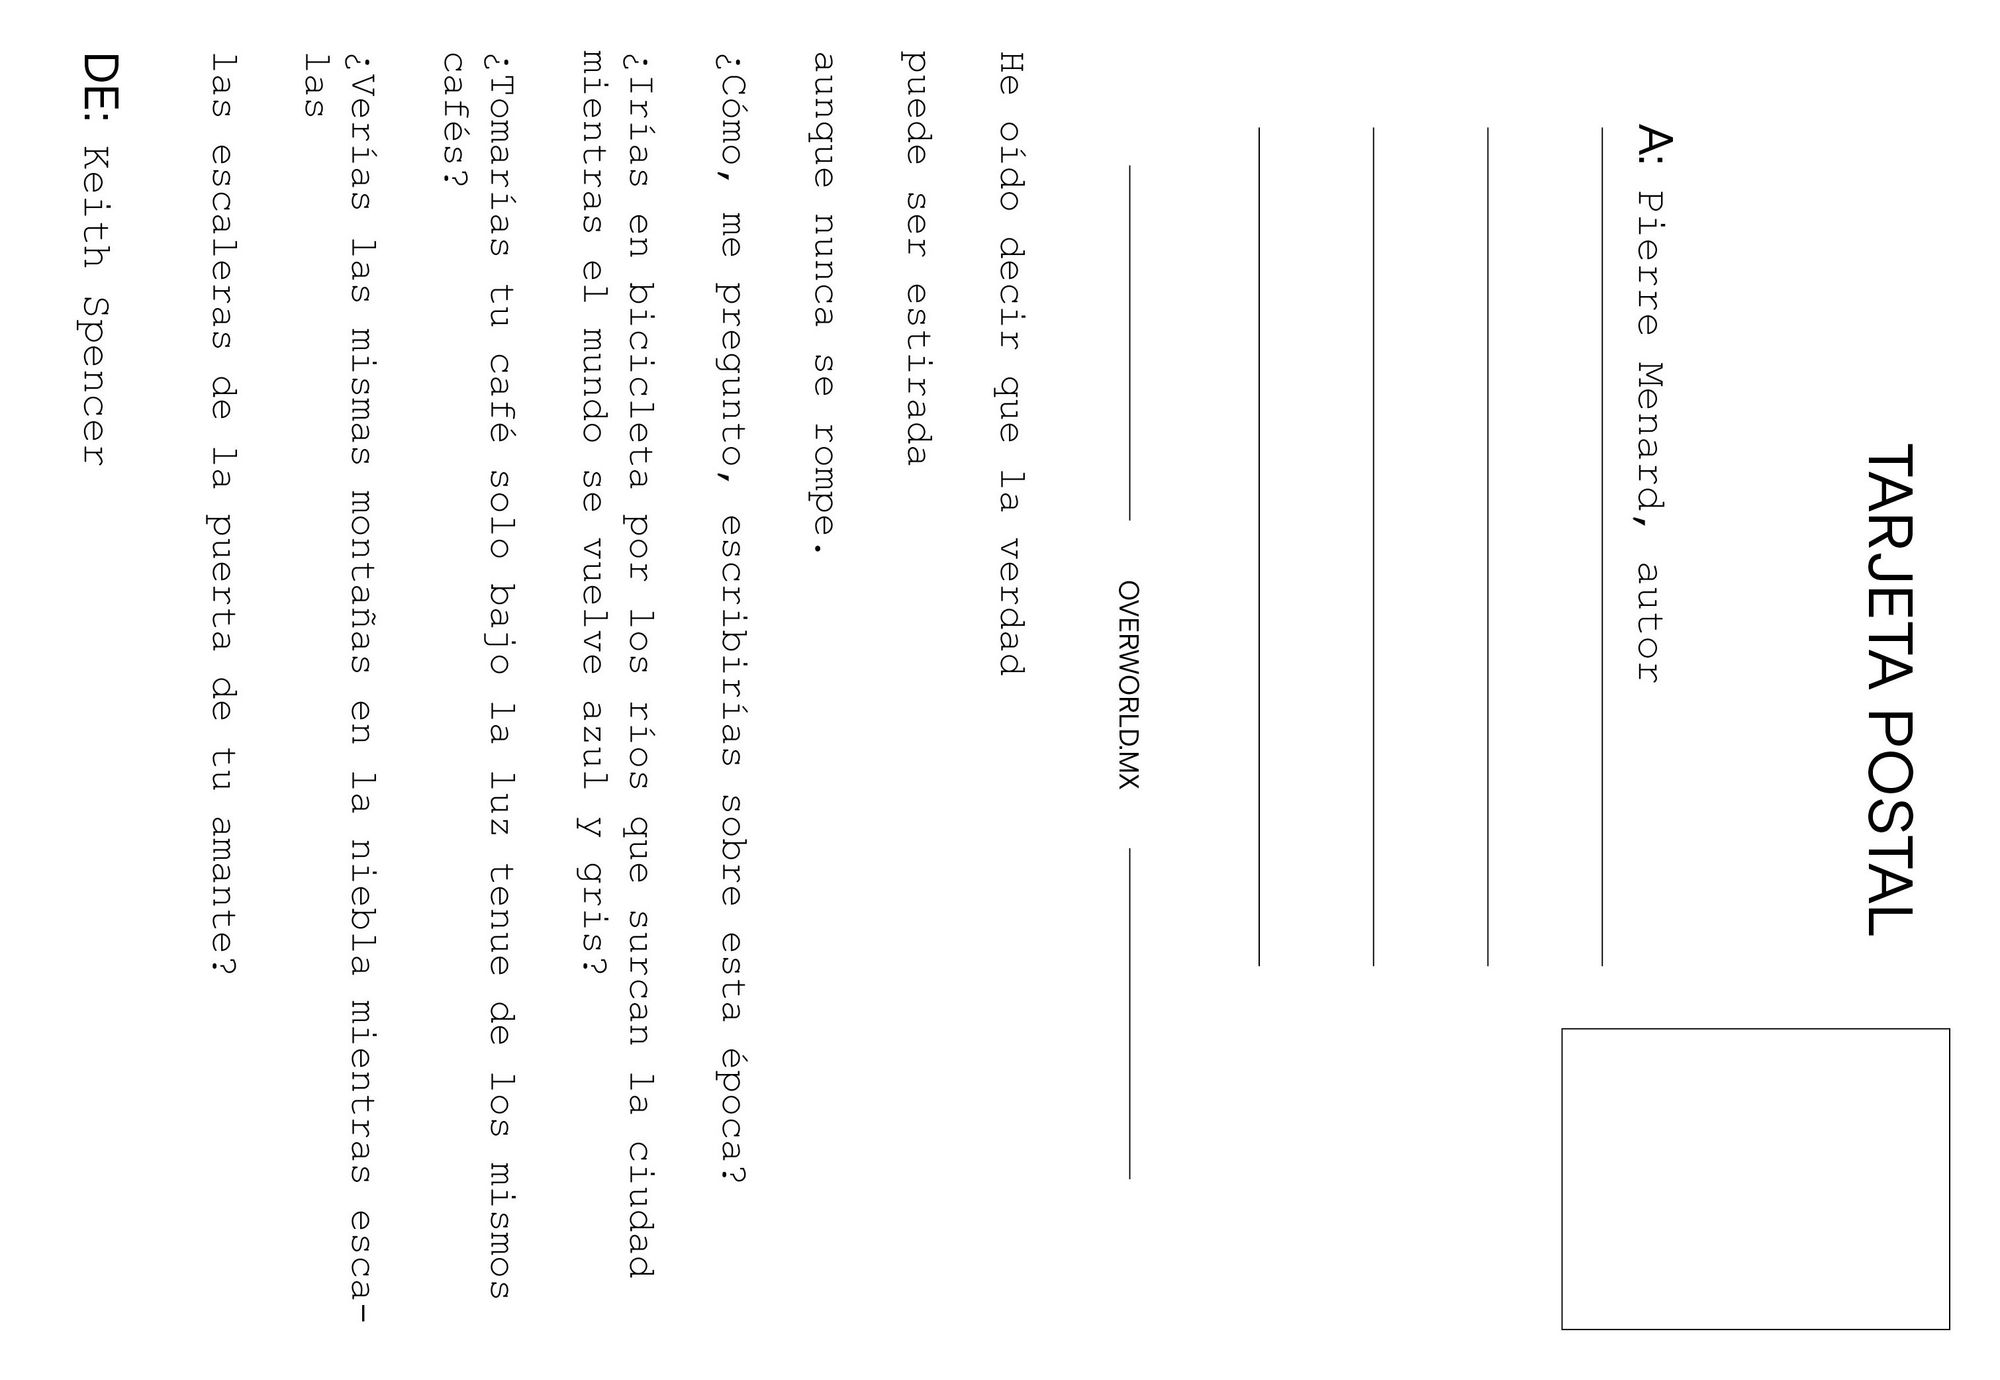 TARJETA POSTAL
A: Pierre Menard, autor
OVERWORLD.MX
He oído decir que la verdad
puede ser estirada
aunque nunca se rompe.
¿Cómo, me pregunto, escribirías sobre esta época?
¿Irías en bicicleta por los ríos que surcan la ciudad
mientras el mundo se vuelve azul y gris?
¿Tomarías tu café solo bajo la luz tenue de los mismos
cafés?
¿Verías las mismas montañas en la niebla mientras esca-
las
las escaleras de la puerta de tu amante?
DE: Keith Spencer